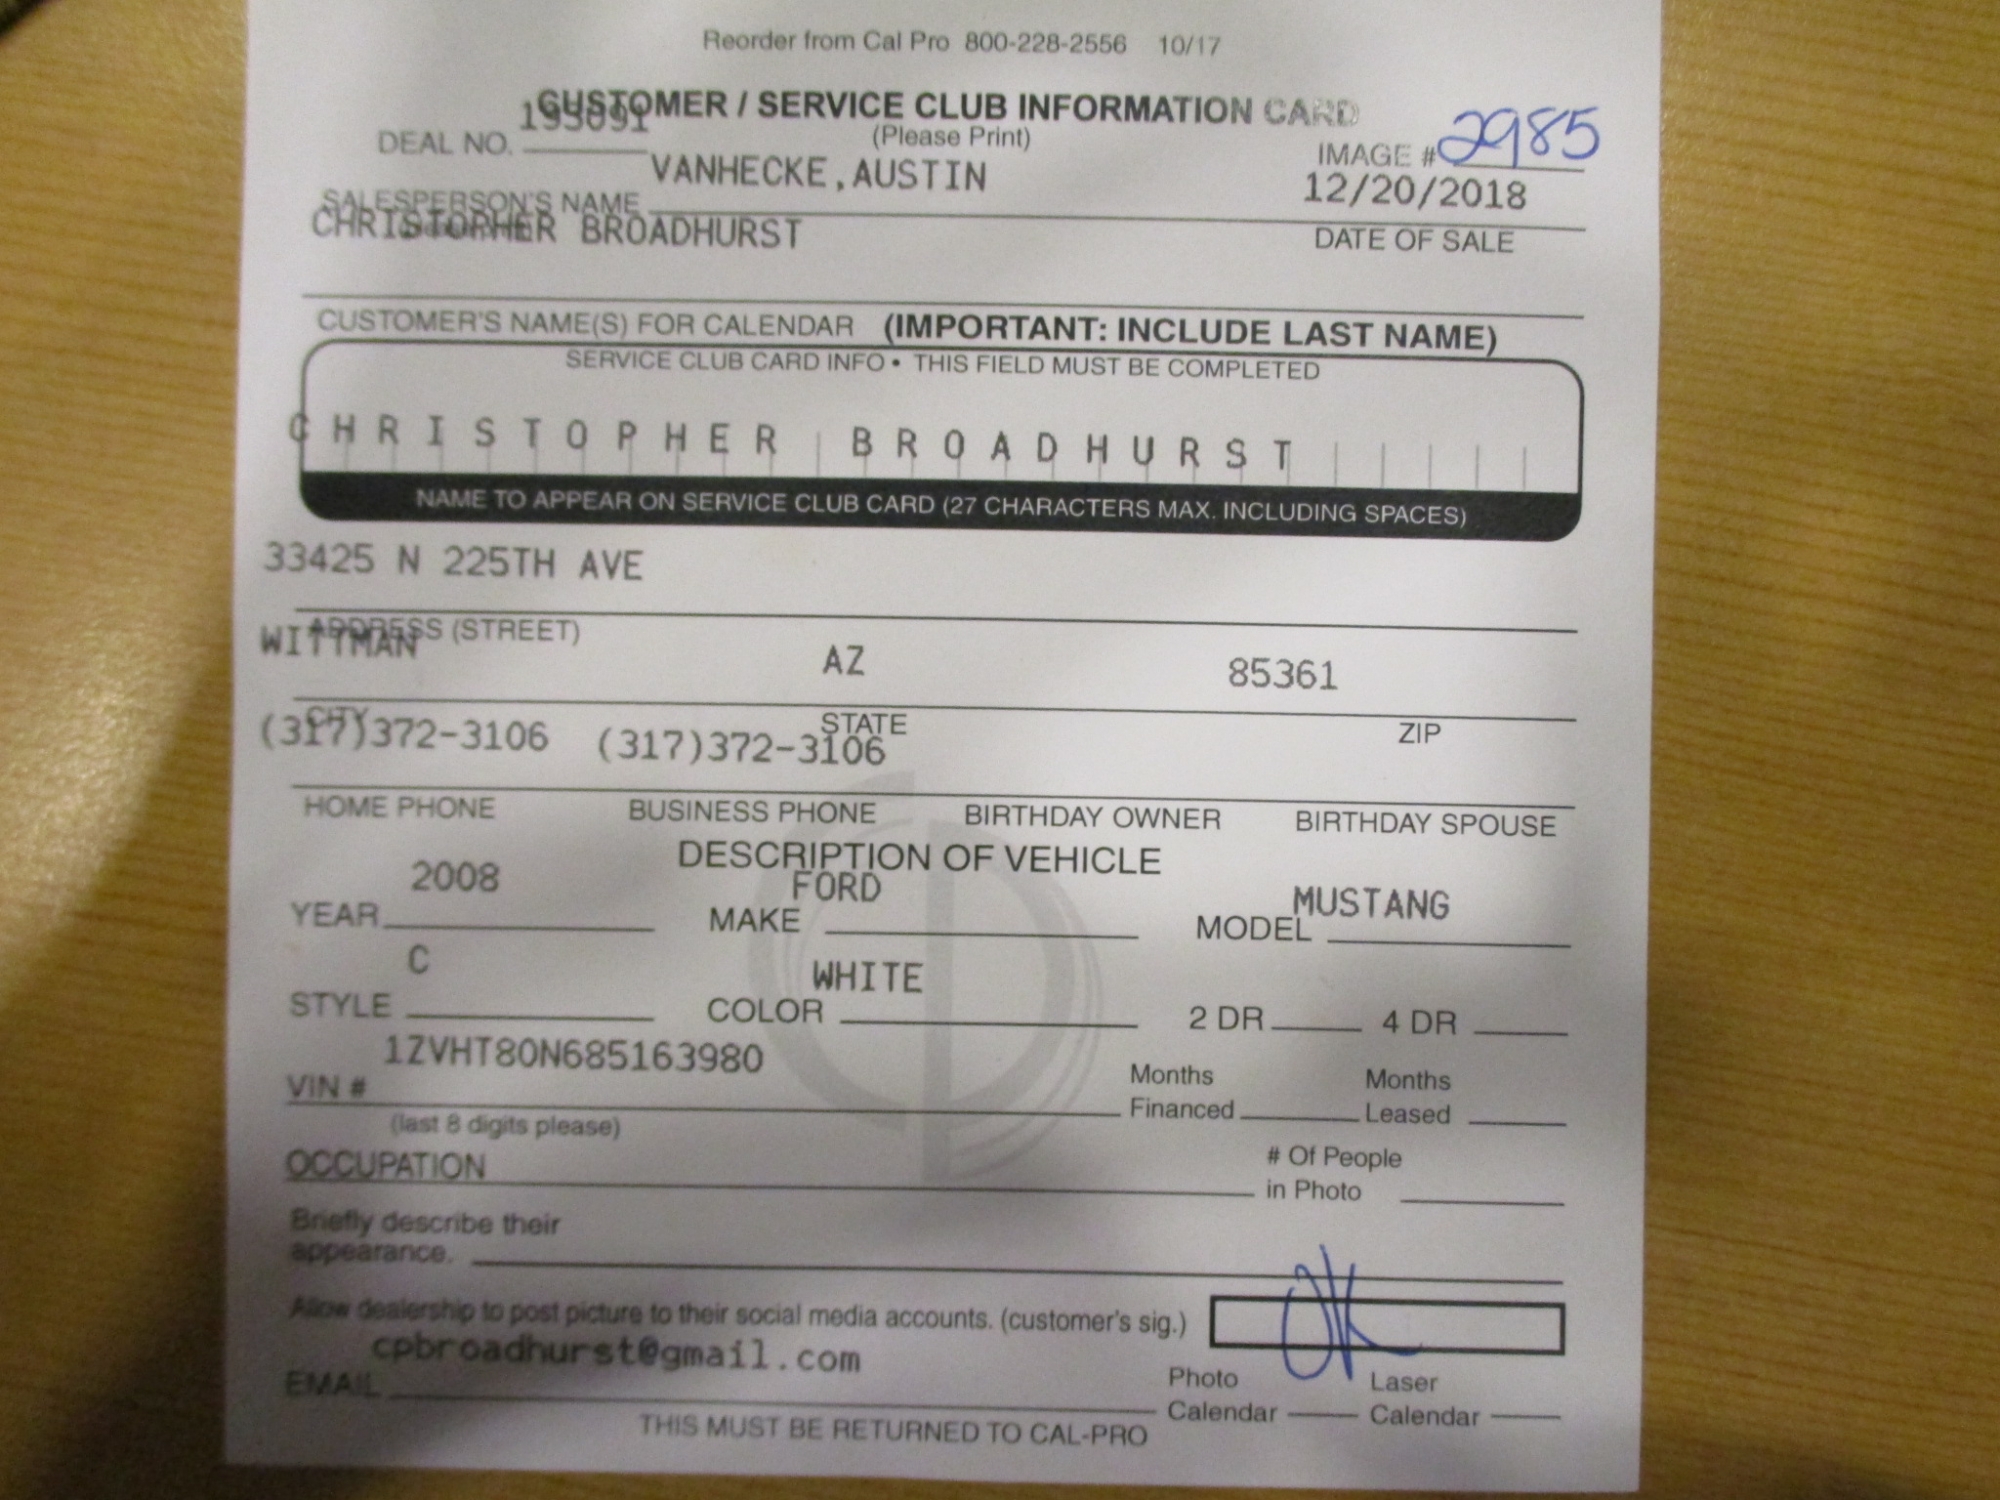 Reorder from Cal Pro 800-228-2556 10/17
CUSTOMER / SERVICE CLUB INFORMATION CARD
(Please Print)
DEAL NO. 193091
IMAGE # 2985
VANHECKE,AUSTIN
12/20/2018
SALESPERSON'S NAME
DATE OF SALE
CHRISTOPHER BROADHURST
CUSTOMER'S NAME(S) FOR CALENDAR (IMPORTANT: INCLUDE LAST NAME)
SERVICE CLUB CARD INFO • THIS FIELD MUST BE COMPLETED
CHRISTOPHER BROADHURST
NAME TO APPEAR ON SERVICE CLUB CARD (27 CHARACTERS MAX. INCLUDING SPACES)
33425 N 225TH AVE
ADDRESS (STREET)
WITTMAN AZ 85361
CITY STATE ZIP
(317)372-3106 (317)372-3106
HOME PHONE BUSINESS PHONE BIRTHDAY OWNER BIRTHDAY SPOUSE
DESCRIPTION OF VEHICLE
2008 FORD MUSTANG
YEAR MAKE MODEL
C WHITE
STYLE COLOR 2 DR 4 DR
1ZVHT80N685163980
VIN # Months Financed Months Leased
(last 8 digits please)
OCCUPATION # Of People in Photo
Briefly describe their
appearance.
Allow dealership to post picture to their social media accounts. (customer's sig.)
cpbroadhurst@gmail.com
EMAIL Photo Calendar Laser Calendar
THIS MUST BE RETURNED TO CAL-PRO